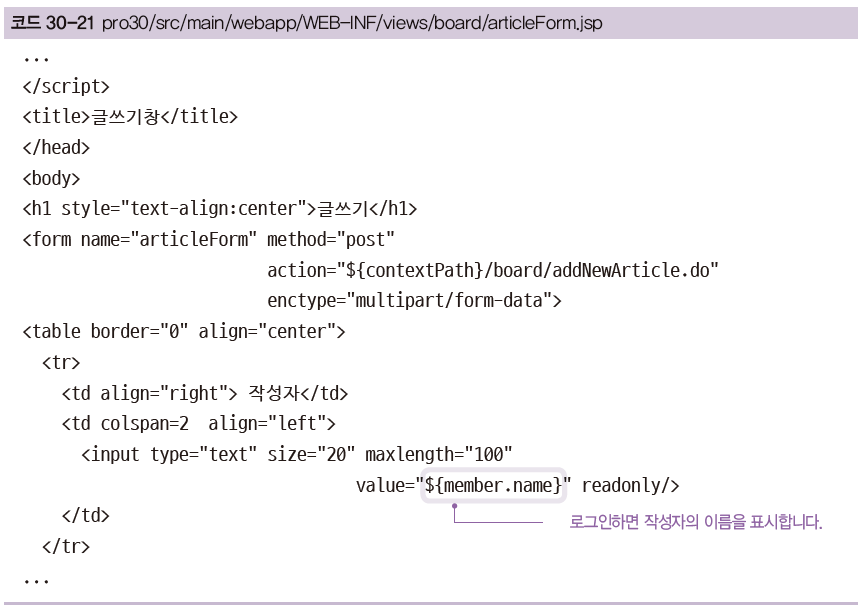 코드 30-21 pro30/src/main/webapp/WEB-INF/views/board/articleForm.jsp
...
</script>
<title>글쓰기창</title>
</head>
<body>
<h1 style="text-align:center">글쓰기</h1>
<form name="articleForm" method="post"
action="${contextPath}/board/addNewArticle.do"
enctype="multipart/form-data">
<table border="0" align="center">
<tr>
<td align="right"> 작성자</td>
<td colspan=2  align="left">
<input type="text" size="20" maxlength="100"
value="${member.name}" readonly/>
</td>
로그인하면 작성자의 이름을 표시합니다.
</tr>
...